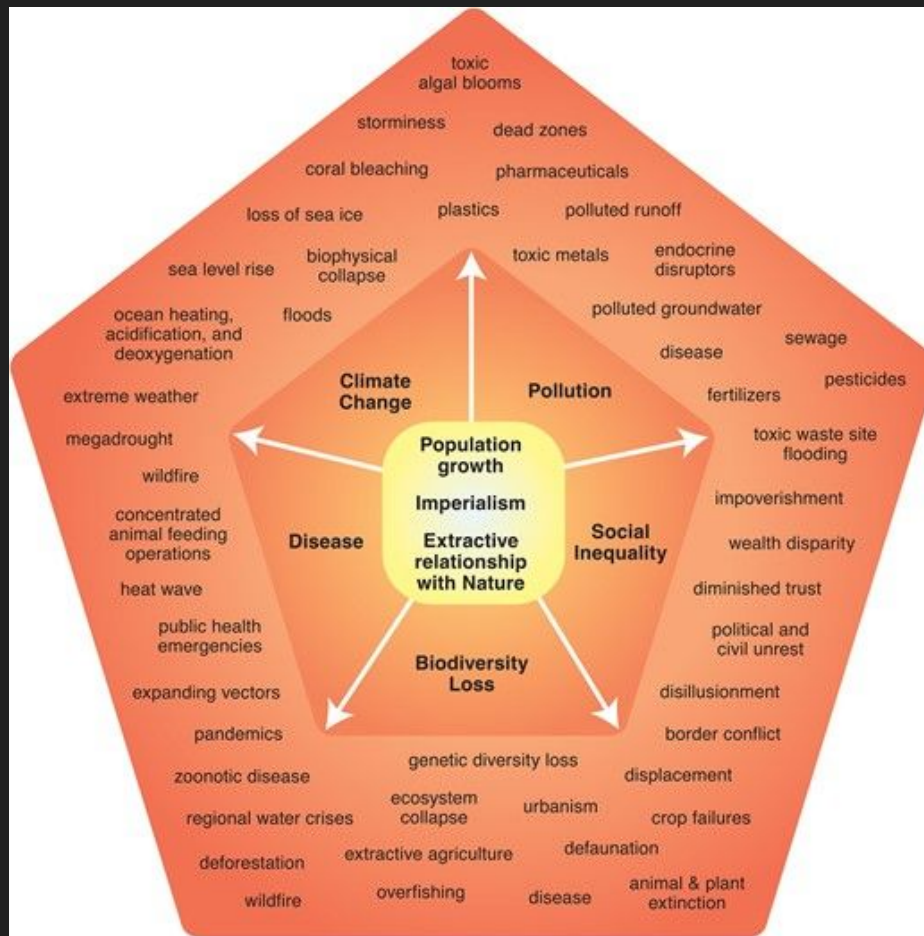 toxic
algal blooms
storminess
dead zones
coral bleaching
pharmaceuticals
loss of sea ice
plastics
polluted runoff
sea level rise
biophysical
collapse
toxic metals
endocrine
disruptors
ocean heating,
acidification, and
deoxygenation
floods
polluted groundwater
sewage
disease
extreme weather
Climate
Change
Pollution
fertilizers
pesticides
megadrought
Population
growth
toxic waste site
flooding
wildfire
Imperialism
impoverishment
concentrated
animal feeding
operations
Disease
Extractive
relationship
with Nature
Social
Inequality
wealth disparity
heat wave
diminished trust
public health
emergencies
political and
civil unrest
Biodiversity
Loss
expanding vectors
disillusionment
pandemics
border conflict
genetic diversity loss
zoonotic disease
displacement
regional water crises
ecosystem
collapse
urbanism
crop failures
deforestation
extractive agriculture
defaunation
wildfire
overfishing
disease
animal & plant
extinction